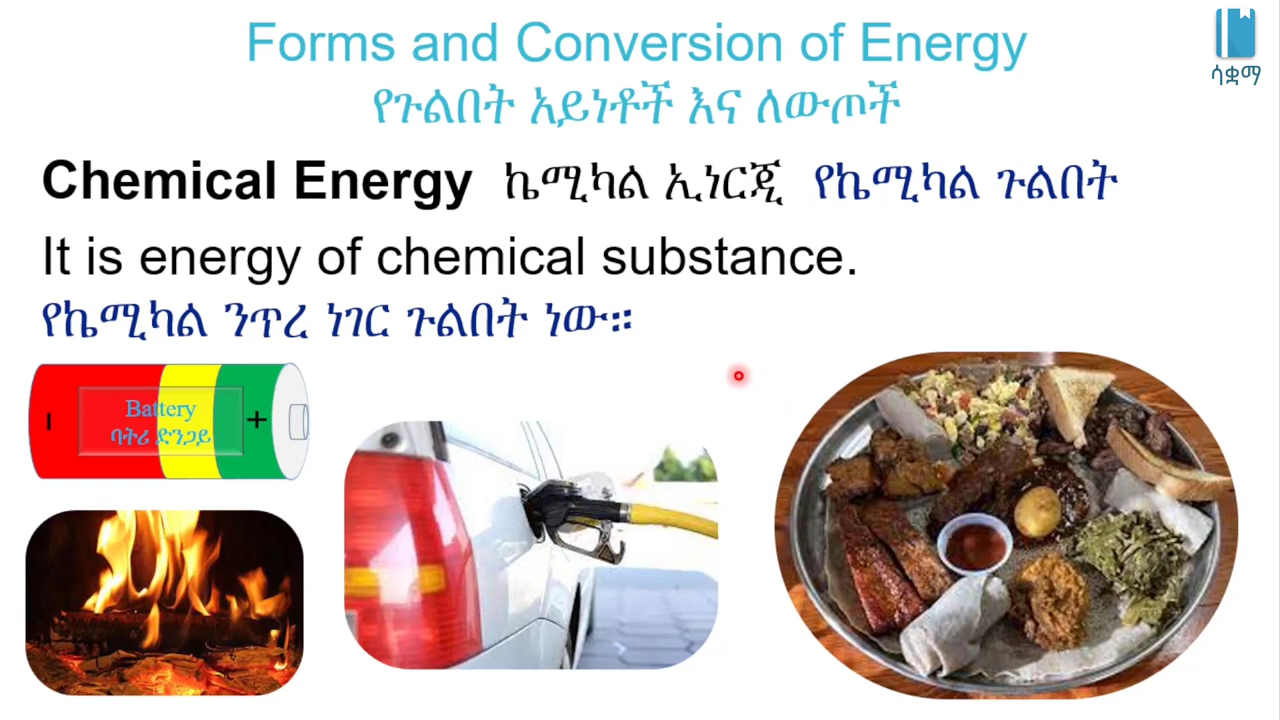 Forms and Conversion of Energy
ሳቋማ
የጉልበት አይነቶች እና ለውጦች
Chemical Energy ኬሚካል ኢነርጂ የኬሚካል ጉልበት
It is energy of chemical substance.
የኬሚካል ንጥረ ነገር ጉልበት ነው።
Battery
- +
ባትሪ ድንጋይ